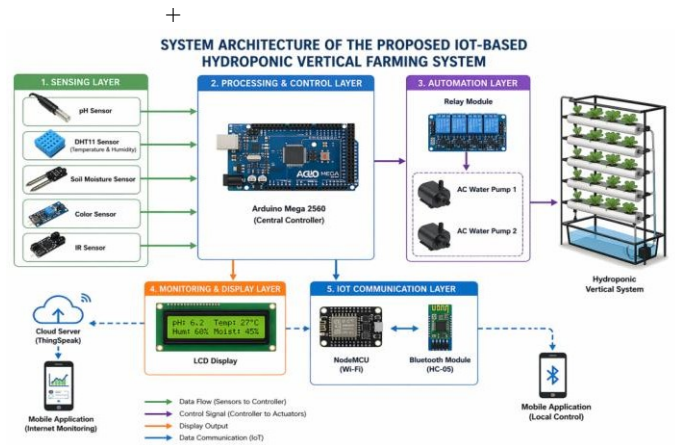 SYSTEM ARCHITECTURE OF THE PROPOSED IOT-BASED
HYDROPONIC VERTICAL FARMING SYSTEM
1. SENSING LAYER
pH Sensor
DHT11 Sensor
(Temperature & Humidity)
Soil Moisture Sensor
Color Sensor
IR Sensor
2. PROCESSING & CONTROL LAYER
Arduino Mega 2560
(Central Controller)
3. AUTOMATION LAYER
Relay Module
AC Water Pump 1
AC Water Pump 2
Hydroponic
Vertical System
4. MONITORING & DISPLAY LAYER
pH: 6.2 Temp: 27°C
Hum: 60% Moist: 45%
LCD Display
5. IOT COMMUNICATION LAYER
NodeMCU
(Wi-Fi)
Bluetooth Module
(HC-05)
Cloud Server
(ThingSpeak)
Mobile Application
(Internet Monitoring)
Mobile Application
(Local Control)
Data Flow (Sensors to Controller)
Control Signal (Controller to Actuators)
Display Output
Data Communication (IoT)